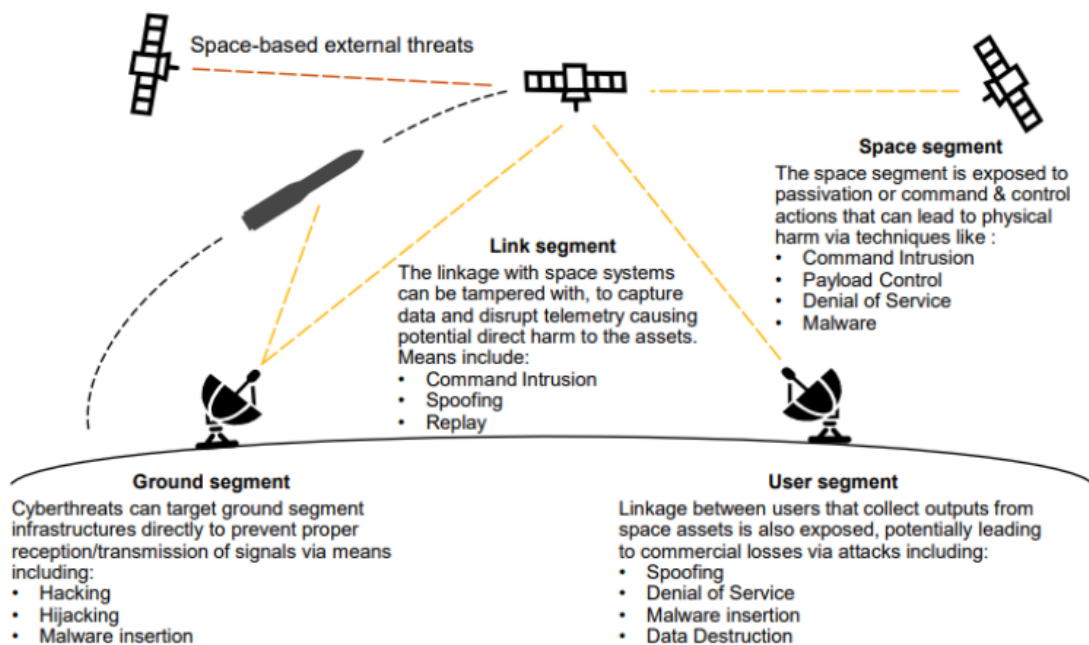 Space-based external threats
Space segment
The space segment is exposed to
passivation or command & control
actions that can lead to physical
harm via techniques like :
• Command Intrusion
• Payload Control
• Denial of Service
• Malware
Link segment
The linkage with space systems
can be tampered with, to capture
data and disrupt telemetry causing
potential direct harm to the assets.
Means include:
• Command Intrusion
• Spoofing
• Replay
Ground segment
Cyberthreats can target ground segment
infrastructures directly to prevent proper
reception/transmission of signals via means
including:
• Hacking
• Hijacking
• Malware insertion
User segment
Linkage between users that collect outputs from
space assets is also exposed, potentially leading
to commercial losses via attacks including:
• Spoofing
• Denial of Service
• Malware insertion
• Data Destruction